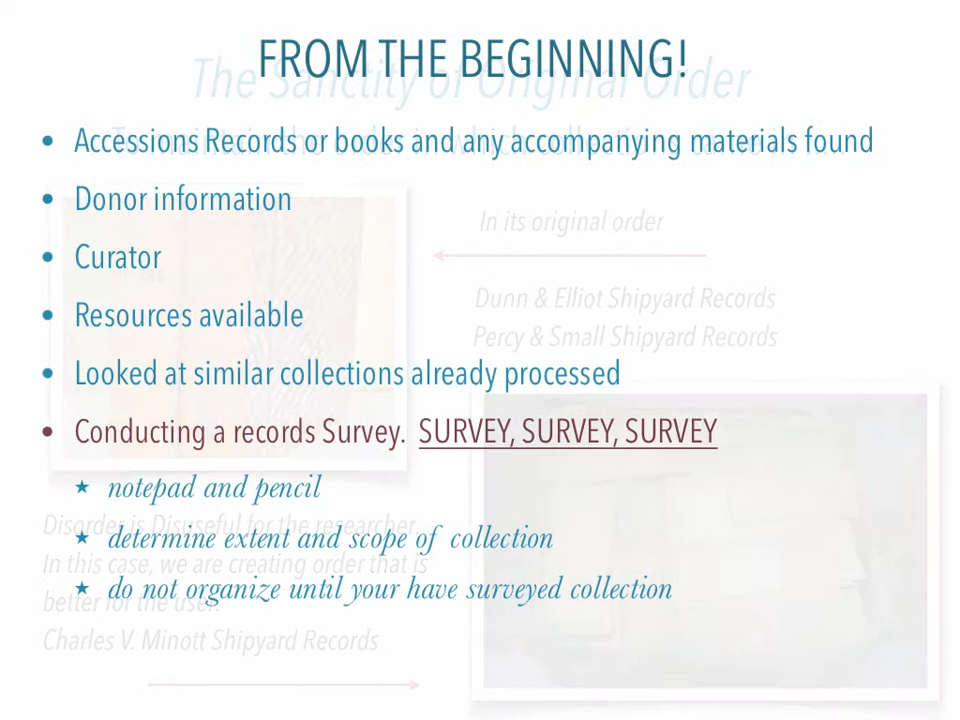 FROM THE BEGINNING!
The Sanctity of Original Order
• Accessions Records or books and any accompanying materials found
• Donor information
In its original order
• Curator
Dunn & Elliot Shipyard Records
• Resources available
Percy & Small Shipyard Records
• Looked at similar collections already processed
• Conducting a records Survey. SURVEY, SURVEY, SURVEY
★ notepad and pencil
Disorder is Disuseful for the researcher
★ determine extent and scope of collection
In this case, we are creating order that is
★ do not organize until your have surveyed collection
better for the user.
Charles V. Minott Shipyard Records